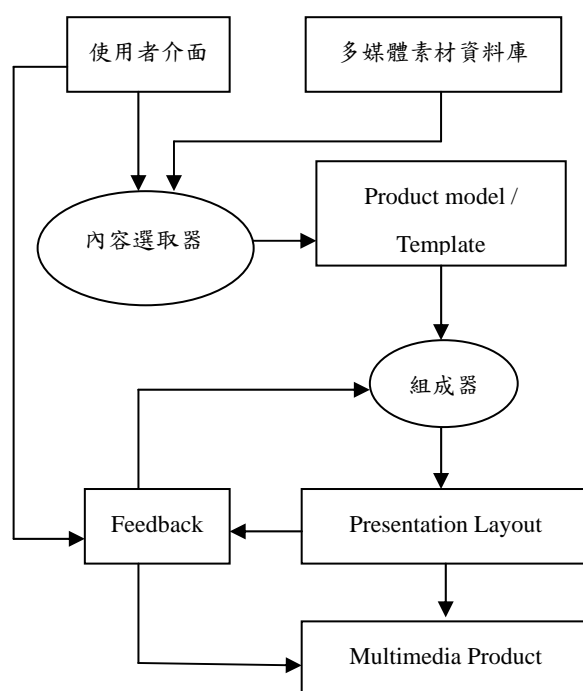 使用者介面
多媒體素材資料庫
內容選取器
Product model /
Template
組成器
Feedback
Presentation Layout
Multimedia Product